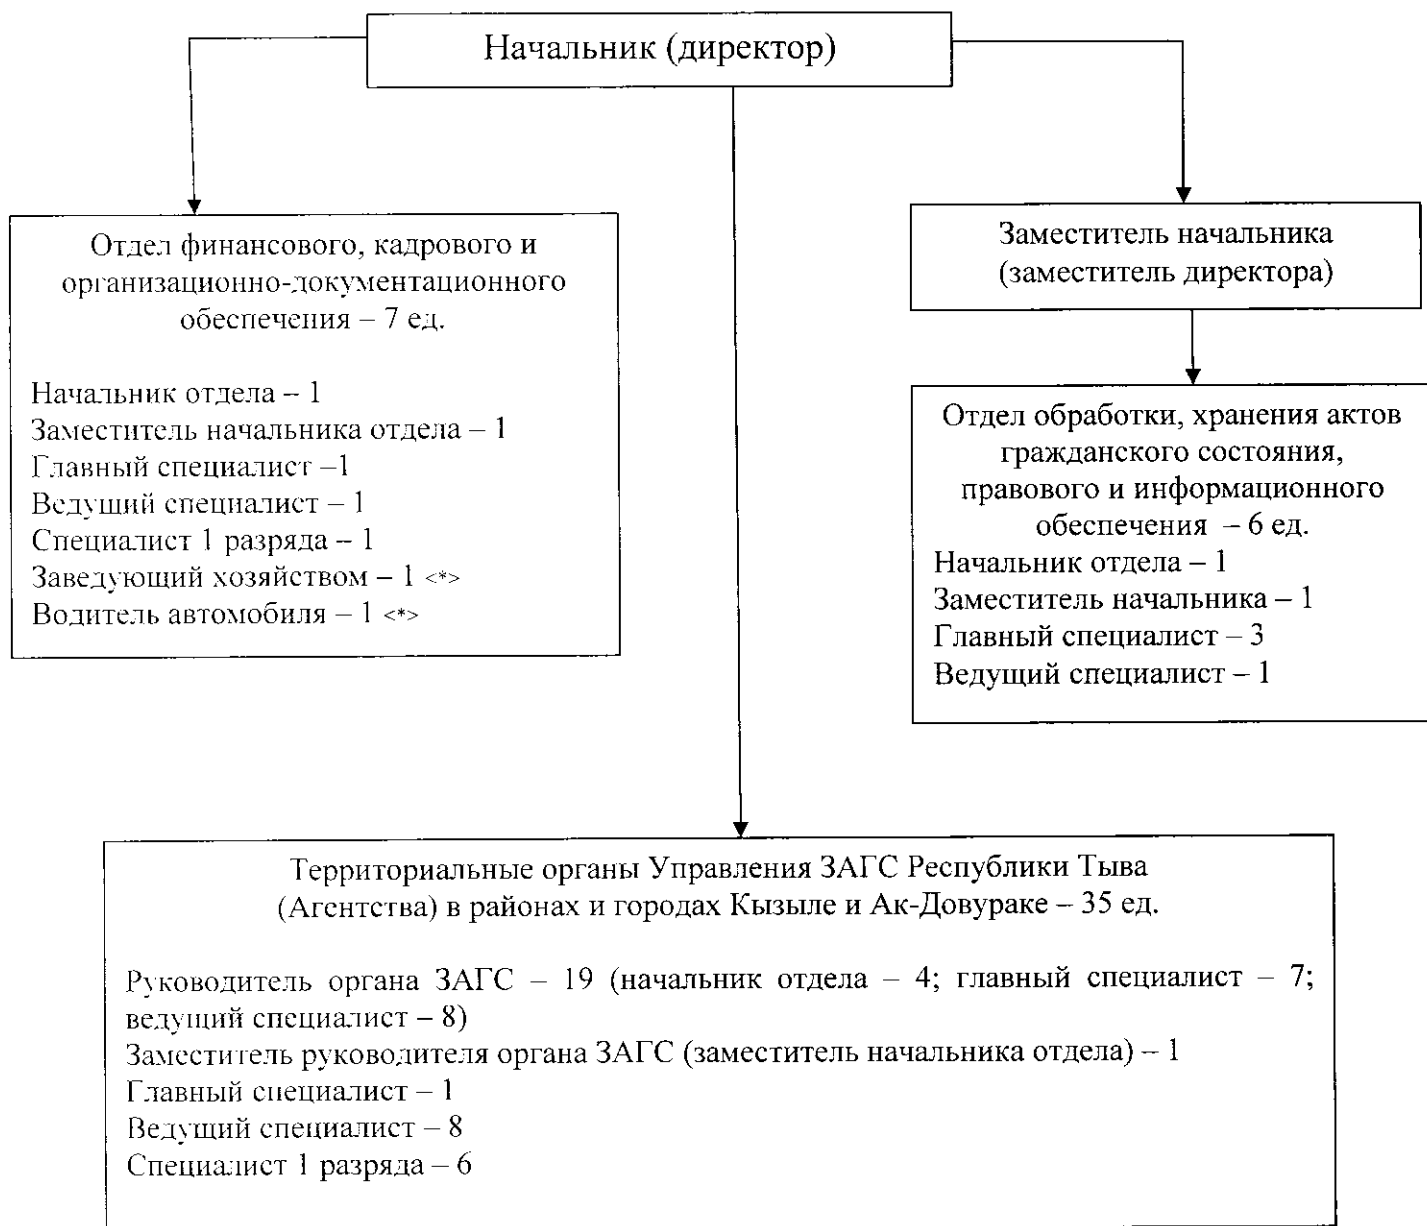 Начальник (директор)
Отдел финансового, кадрового и
организационно-документационного
обеспечения – 7 ед.
Начальник отдела – 1
Заместитель начальника отдела – 1
Главный специалист –1
Ведущий специалист – 1
Специалист 1 разряда – 1
Заведующий хозяйством – 1 <*>
Водитель автомобиля – 1 <*>
Заместитель начальника
(заместитель директора)
Отдел обработки, хранения актов
гражданского состояния,
правового и информационного
обеспечения – 6 ед.
Начальник отдела – 1
Заместитель начальника – 1
Главный специалист – 3
Ведущий специалист – 1
Территориальные органы Управления ЗАГС Республики Тыва
(Агентства) в районах и городах Кызыле и Ак-Довураке – 35 ед.
Руководитель органа ЗАГС – 19 (начальник отдела – 4; главный специалист – 7;
ведущий специалист – 8)
Заместитель руководителя органа ЗАГС (заместитель начальника отдела) – 1
Главный специалист – 1
Ведущий специалист – 8
Специалист 1 разряда – 6